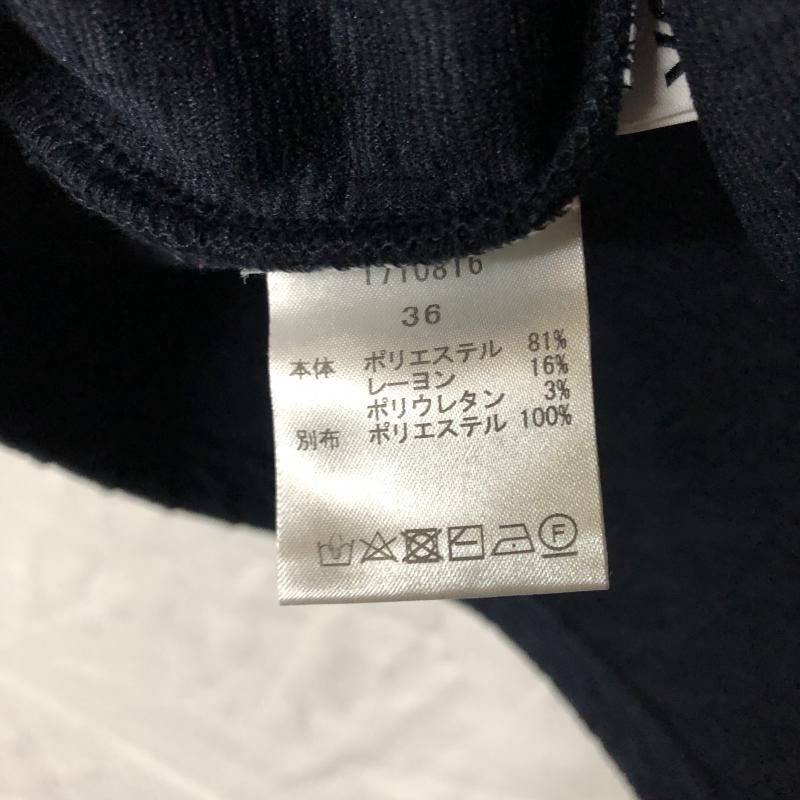 1710816
36
本体 ポリエステル 81%
レーヨン 16%
ポリウレタン 3%
別布 ポリエステル 100%
F